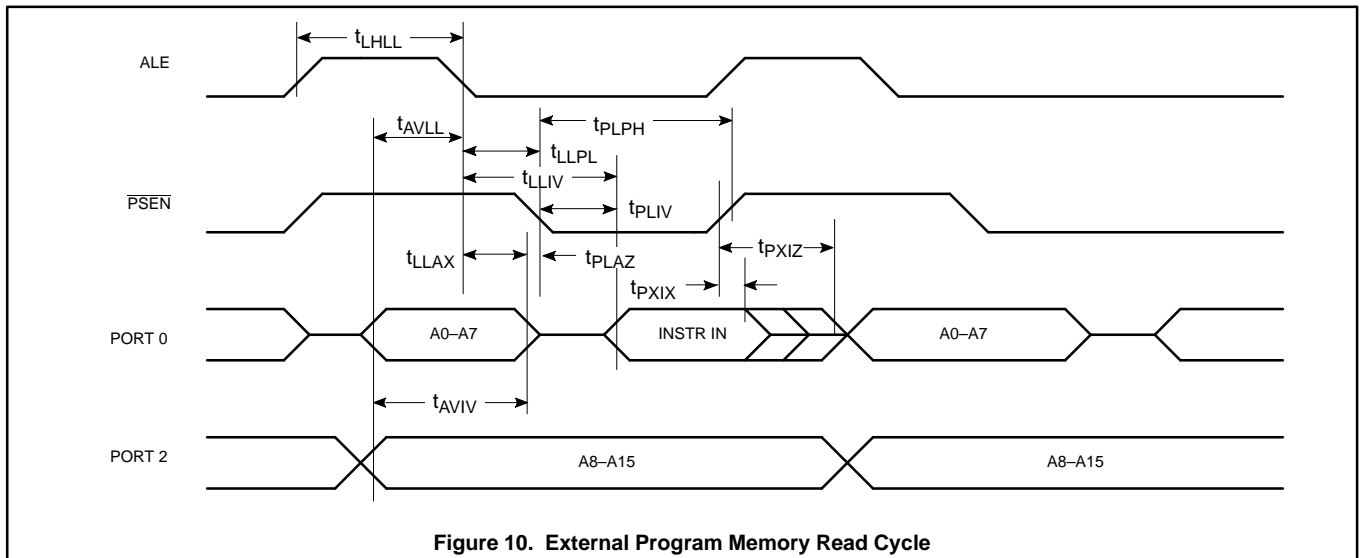 tLHLL
ALE
tAVLL
tPLPH
tLLPL
tLLIV
PSEN
tPLIV
tLLAX
tPLAZ
tPXIZ
tPXIX
PORT 0
A0–A7
INSTR IN
A0–A7
tAVIV
PORT 2
A8–A15
A8–A15
Figure 10. External Program Memory Read Cycle